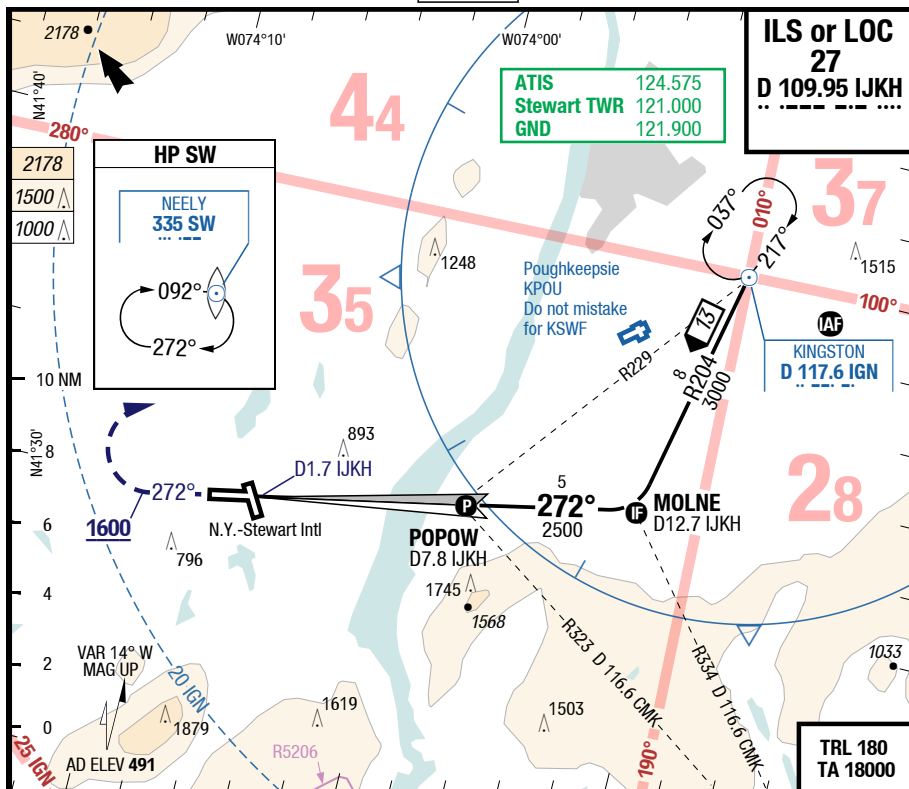 2178
W074°10'
W074°00'
ILS or LOC
27
D 109.95 IJKH
N41°40'
ATIS 124.575
Stewart TWR 121.000
GND 121.900
44
280°
HP SW
2178
1500
1000
NEELY
335 SW
092°
272°
35
1248
037°
010°
217°
37
1515
100°
Poughkeepsie
KPOU
Do not mistake
for KSWF
IAF
KINGSTON
D 117.6 IGN
13
R229
8
R204
3000
10 NM
N41°30'
8
893
D1.7 IJKH
272°
6
1600
N.Y.-Stewart Intl
796
P
POPOW
D7.8 IJKH
5
272°
2500
IF
MOLNE
D12.7 IJKH
28
4
1745
1568
R323 D 116.6 CMK
R334 D 116.6 CMK
1033
2
VAR 14° W
MAG UP
20 IGN
1619
1503
1879
0
R5206
25 IGN
AD ELEV 491
190°
TRL 180
TA 18000